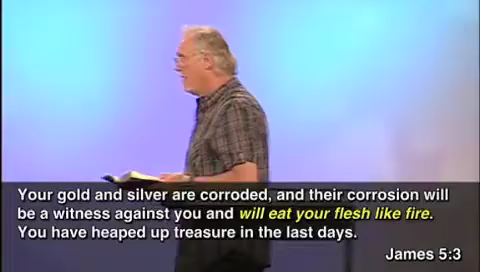 Your gold and silver are corroded, and their corrosion will
be a witness against you and will eat your flesh like fire.
You have heaped up treasure in the last days.
James 5:3